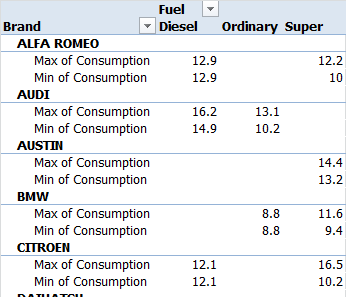 Fuel
Brand Diesel Ordinary Super
ALFA ROMEO
Max of Consumption 12.9 12.2
Min of Consumption 12.9 10
AUDI
Max of Consumption 16.2 13.1
Min of Consumption 14.9 10.2
AUSTIN
Max of Consumption 14.4
Min of Consumption 13.2
BMW
Max of Consumption 8.8 11.6
Min of Consumption 8.8 9.4
CITROEN
Max of Consumption 12.1 16.5
Min of Consumption 12.1 10.2